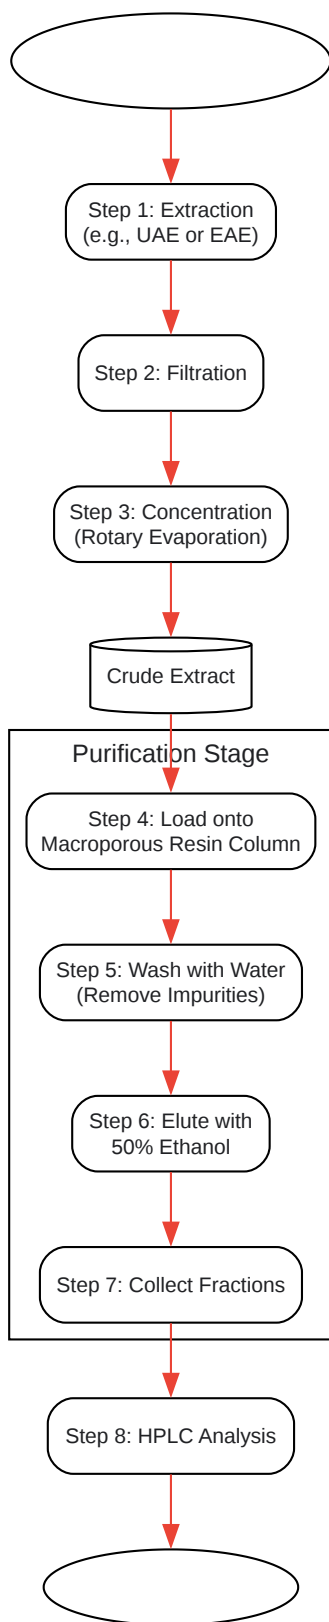 Step 1: Extraction
(e.g., UAE or EAE)
Step 2: Filtration
Step 3: Concentration
(Rotary Evaporation)
Crude Extract
Purification Stage
Step 4: Load onto
Macroporous Resin Column
Step 5: Wash with Water
(Remove Impurities)
Step 6: Elute with
50% Ethanol
Step 7: Collect Fractions
Step 8: HPLC Analysis